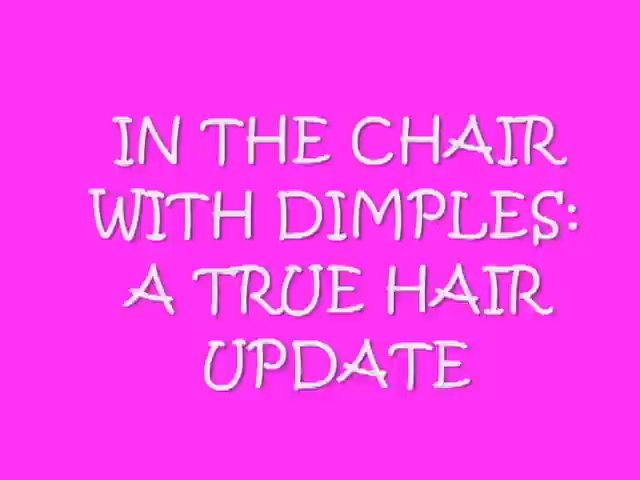 IN THE CHAIR
WITH DIMPLES:
A TRUE HAIR
UPDATE